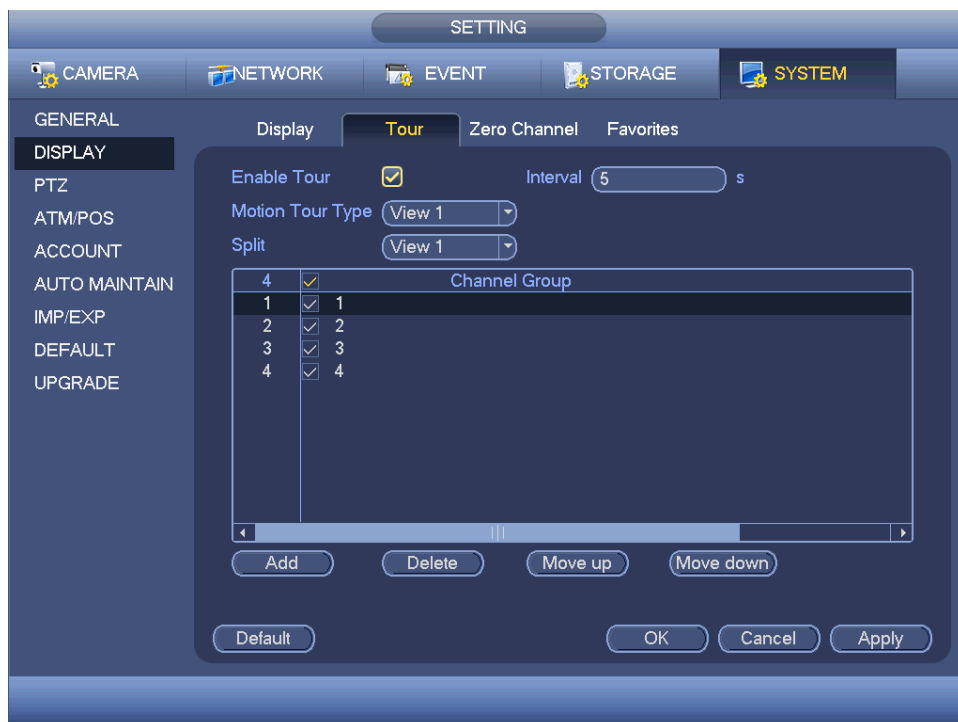 SETTING
CAMERA NETWORK EVENT STORAGE SYSTEM
GENERAL
DISPLAY
PTZ
ATM/POS
ACCOUNT
AUTO MAINTAIN
IMP/EXP
DEFAULT
UPGRADE
Display Tour Zero Channel Favorites
Enable Tour Interval 5 s
Motion Tour Type View 1
Split View 1
4 Channel Group
1 1
2 2
3 3
4 4
Add Delete Move up Move down
Default OK Cancel Apply